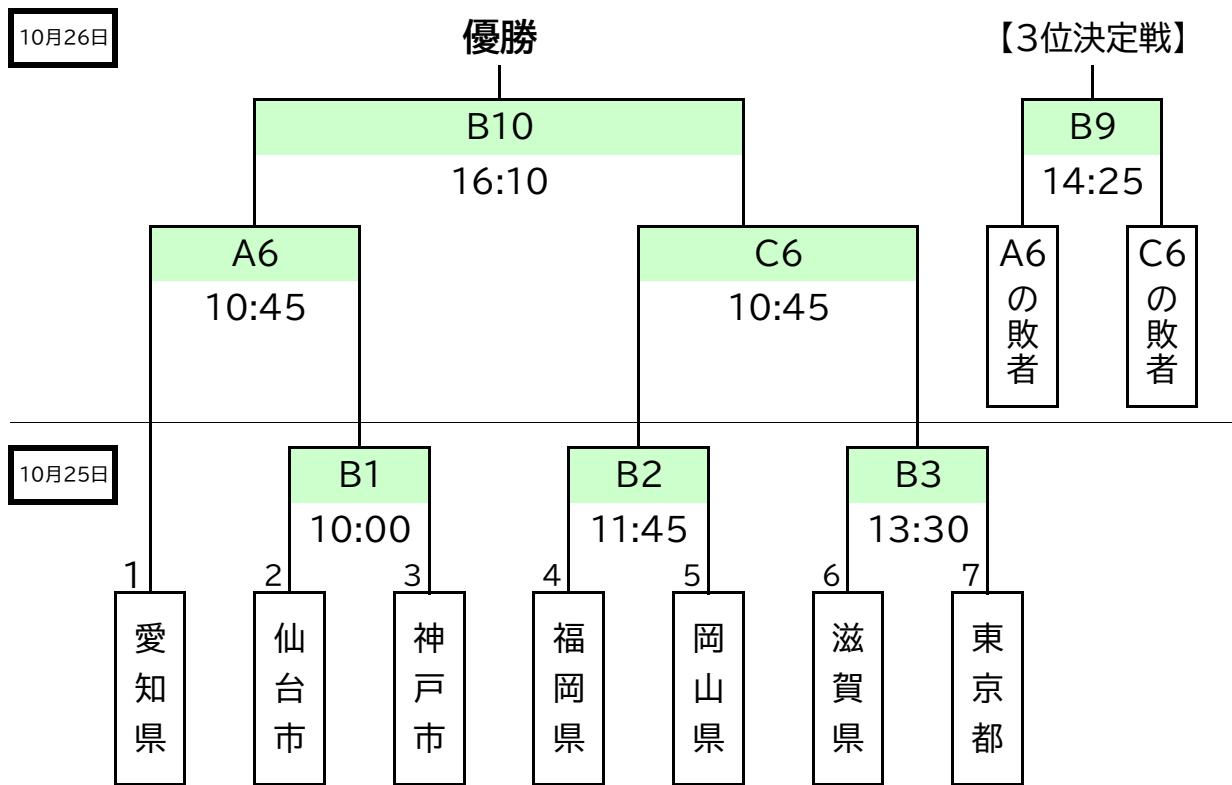 10月26日
優勝
【3位決定戦】
B10
16:10
B9
14:25
A6
10:45
C6
10:45
A6の敗者
C6の敗者
10月25日
B1
10:00
B2
11:45
B3
13:30
1
2
3
4
5
6
7
愛知県
仙台市
神戸市
福岡県
岡山県
滋賀県
東京都